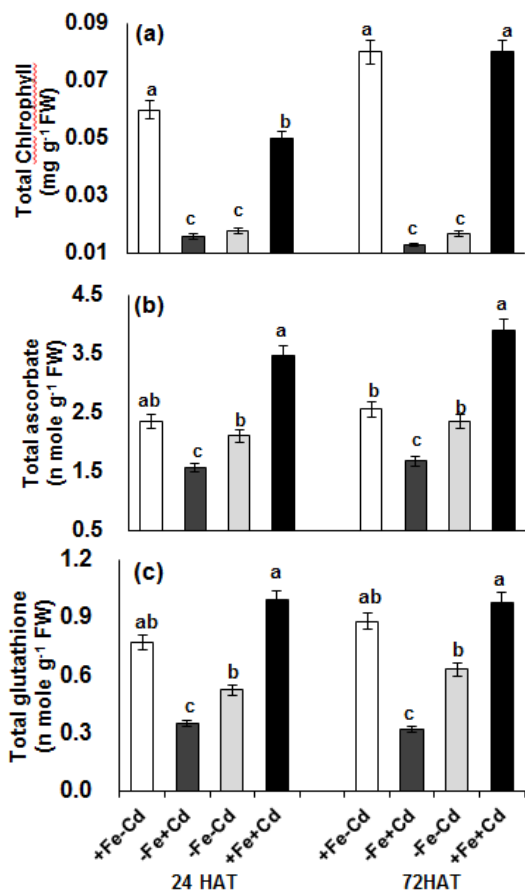 (a)
Total Chlrophyll
(mg g⁻¹ FW)
0.09
0.07
0.05
0.03
0.01
a
c
c
b
a
c
c
a
(b)
Total ascorbate
(n mole g⁻¹ FW)
4.5
3.5
2.5
1.5
0.5
ab
c
b
a
b
c
b
a
(c)
Total glutathione
(n mole g⁻¹ FW)
1.2
0.9
0.6
0.3
0.0
ab
c
b
a
ab
c
b
a
+Fe-Cd
-Fe+Cd
-Fe-Cd
+Fe+Cd
+Fe-Cd
-Fe+Cd
-Fe-Cd
+Fe+Cd
24 HAT
72HAT